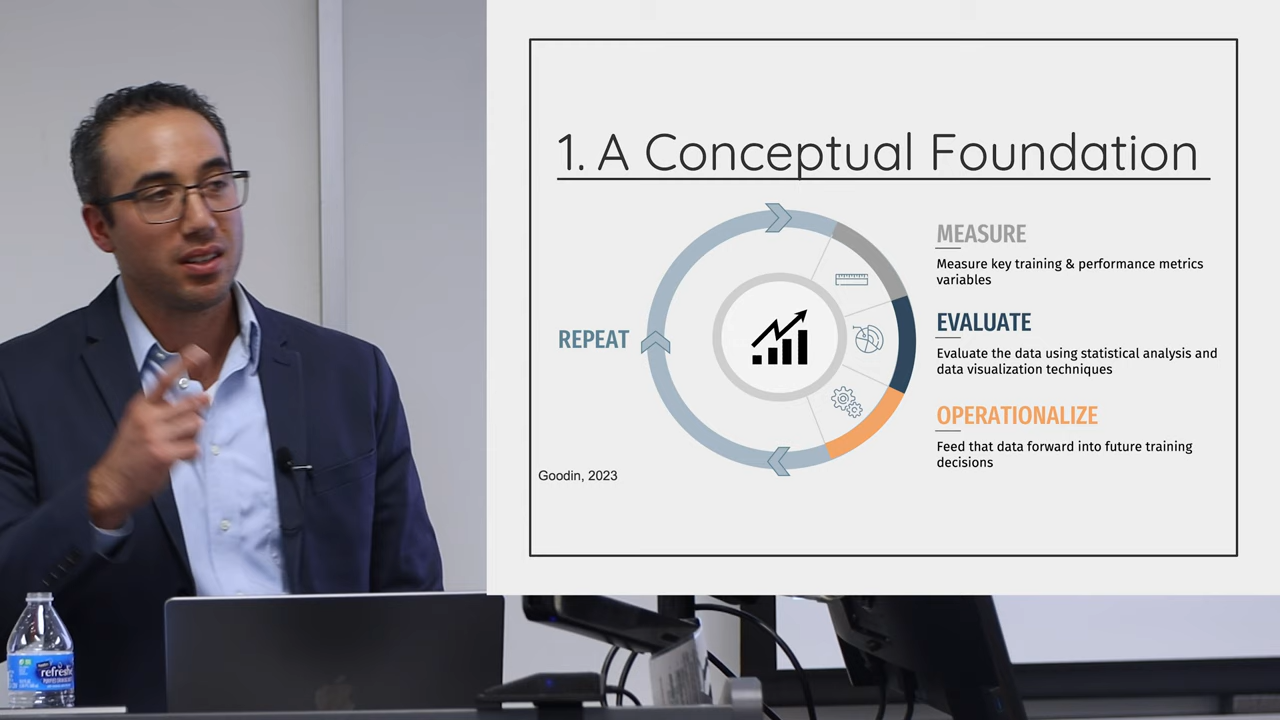 1. A Conceptual Foundation
MEASURE
Measure key training & performance metrics
variables
REPEAT
EVALUATE
Evaluate the data using statistical analysis and
data visualization techniques
OPERATIONALIZE
Feed that data forward into future training
decisions
Goodin, 2023
refreshe